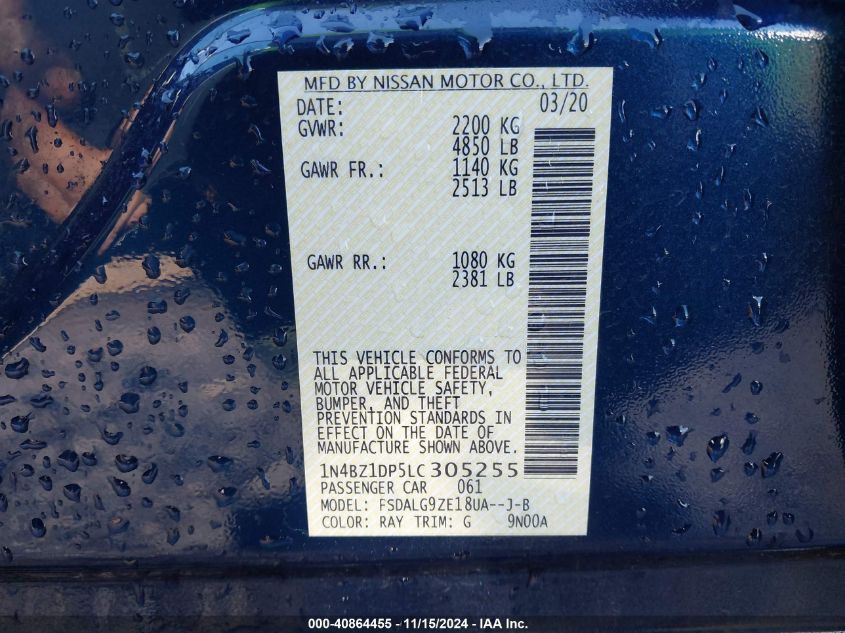 MFD BY NISSAN MOTOR CO., LTD.
DATE: 03/20
GVWR: 2200 KG
4850 LB
GAWR FR.: 1140 KG
2513 LB
GAWR RR.: 1080 KG
2381 LB
THIS VEHICLE CONFORMS TO
ALL APPLICABLE FEDERAL
MOTOR VEHICLE SAFETY,
BUMPER, AND THEFT
PREVENTION STANDARDS IN
EFFECT ON THE DATE OF
MANUFACTURE SHOWN ABOVE.
1N4BZ1DP5LC305255
PASSENGER CAR 061
MODEL: FSDALG9ZE18UA--J-B
COLOR: RAY TRIM: G 9N00A
000-40864455 - 11/15/2024 - IAA Inc.